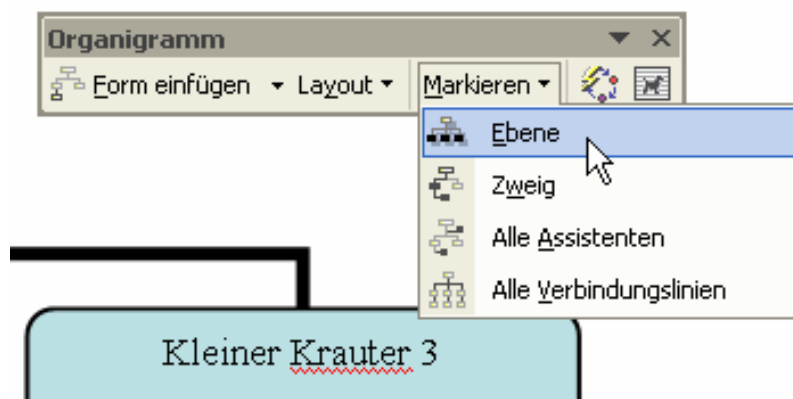 Organigramm
Form einfügen Layout Markieren
Ebene
Zweig
Alle Assistenten
Alle Verbindungslinien
Kleiner Krauter 3